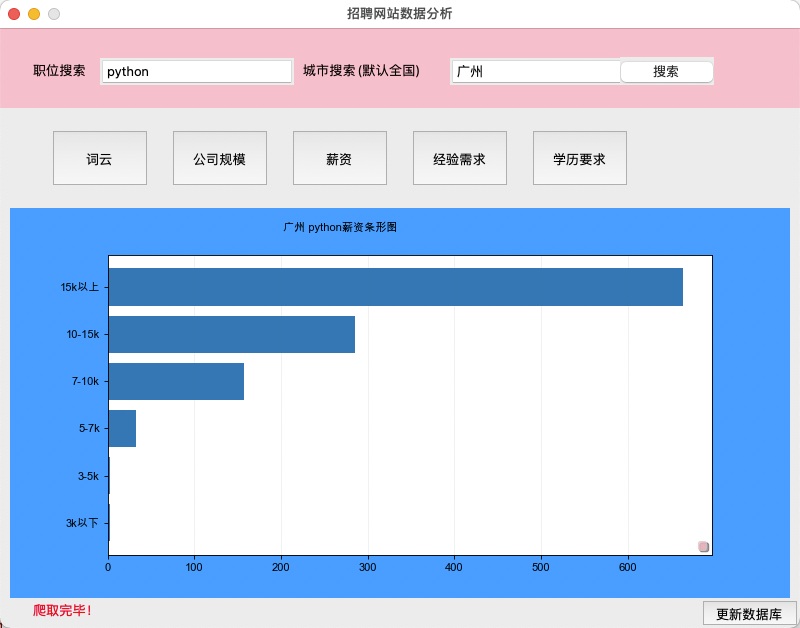 招聘网站数据分析
职位搜索 python 城市搜索(默认全国) 广州 搜索
词云 公司规模 薪资 经验需求 学历要求
广州 python薪资条形图
15k以上
10-15k
7-10k
5-7k
3-5k
3k以下
0 100 200 300 400 500 600
爬取完毕！
更新数据库